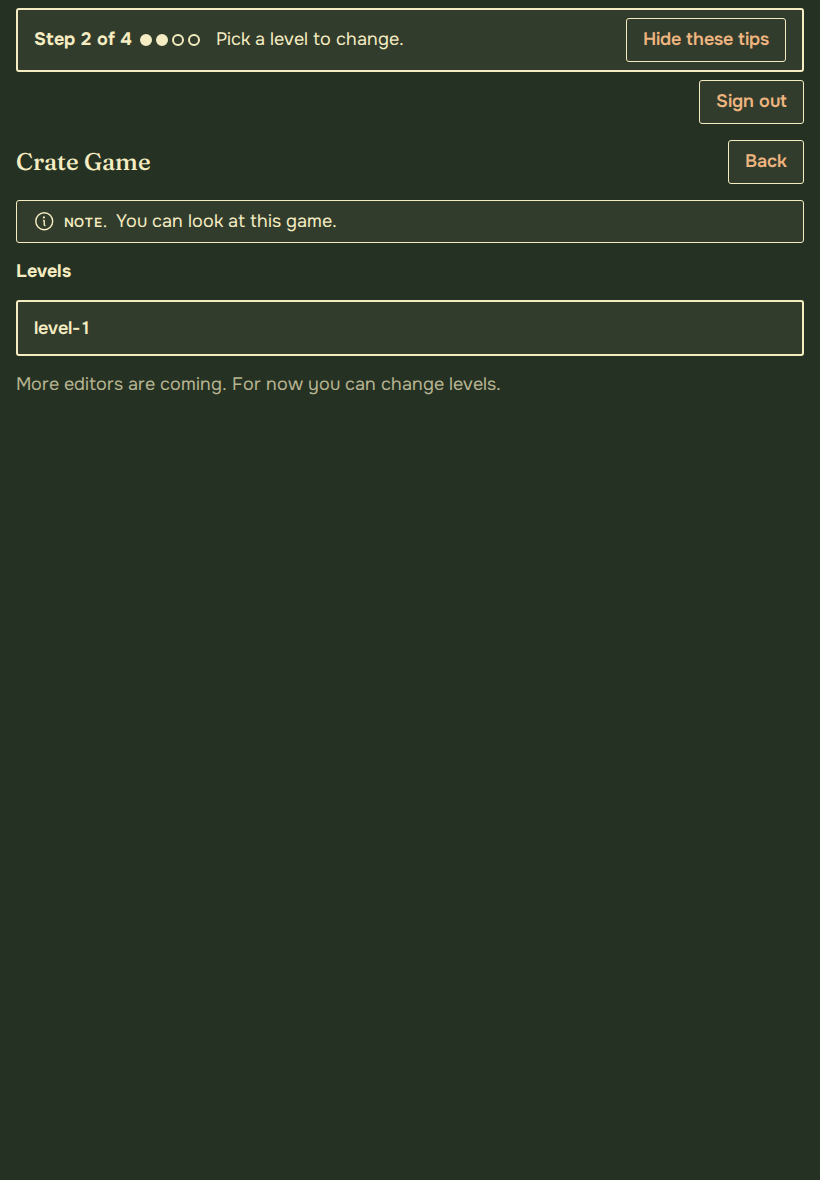 Step 2 of 4 Pick a level to change. Hide these tips
Sign out
Crate Game Back
NOTE. You can look at this game.
Levels
level-1
More editors are coming. For now you can change levels.